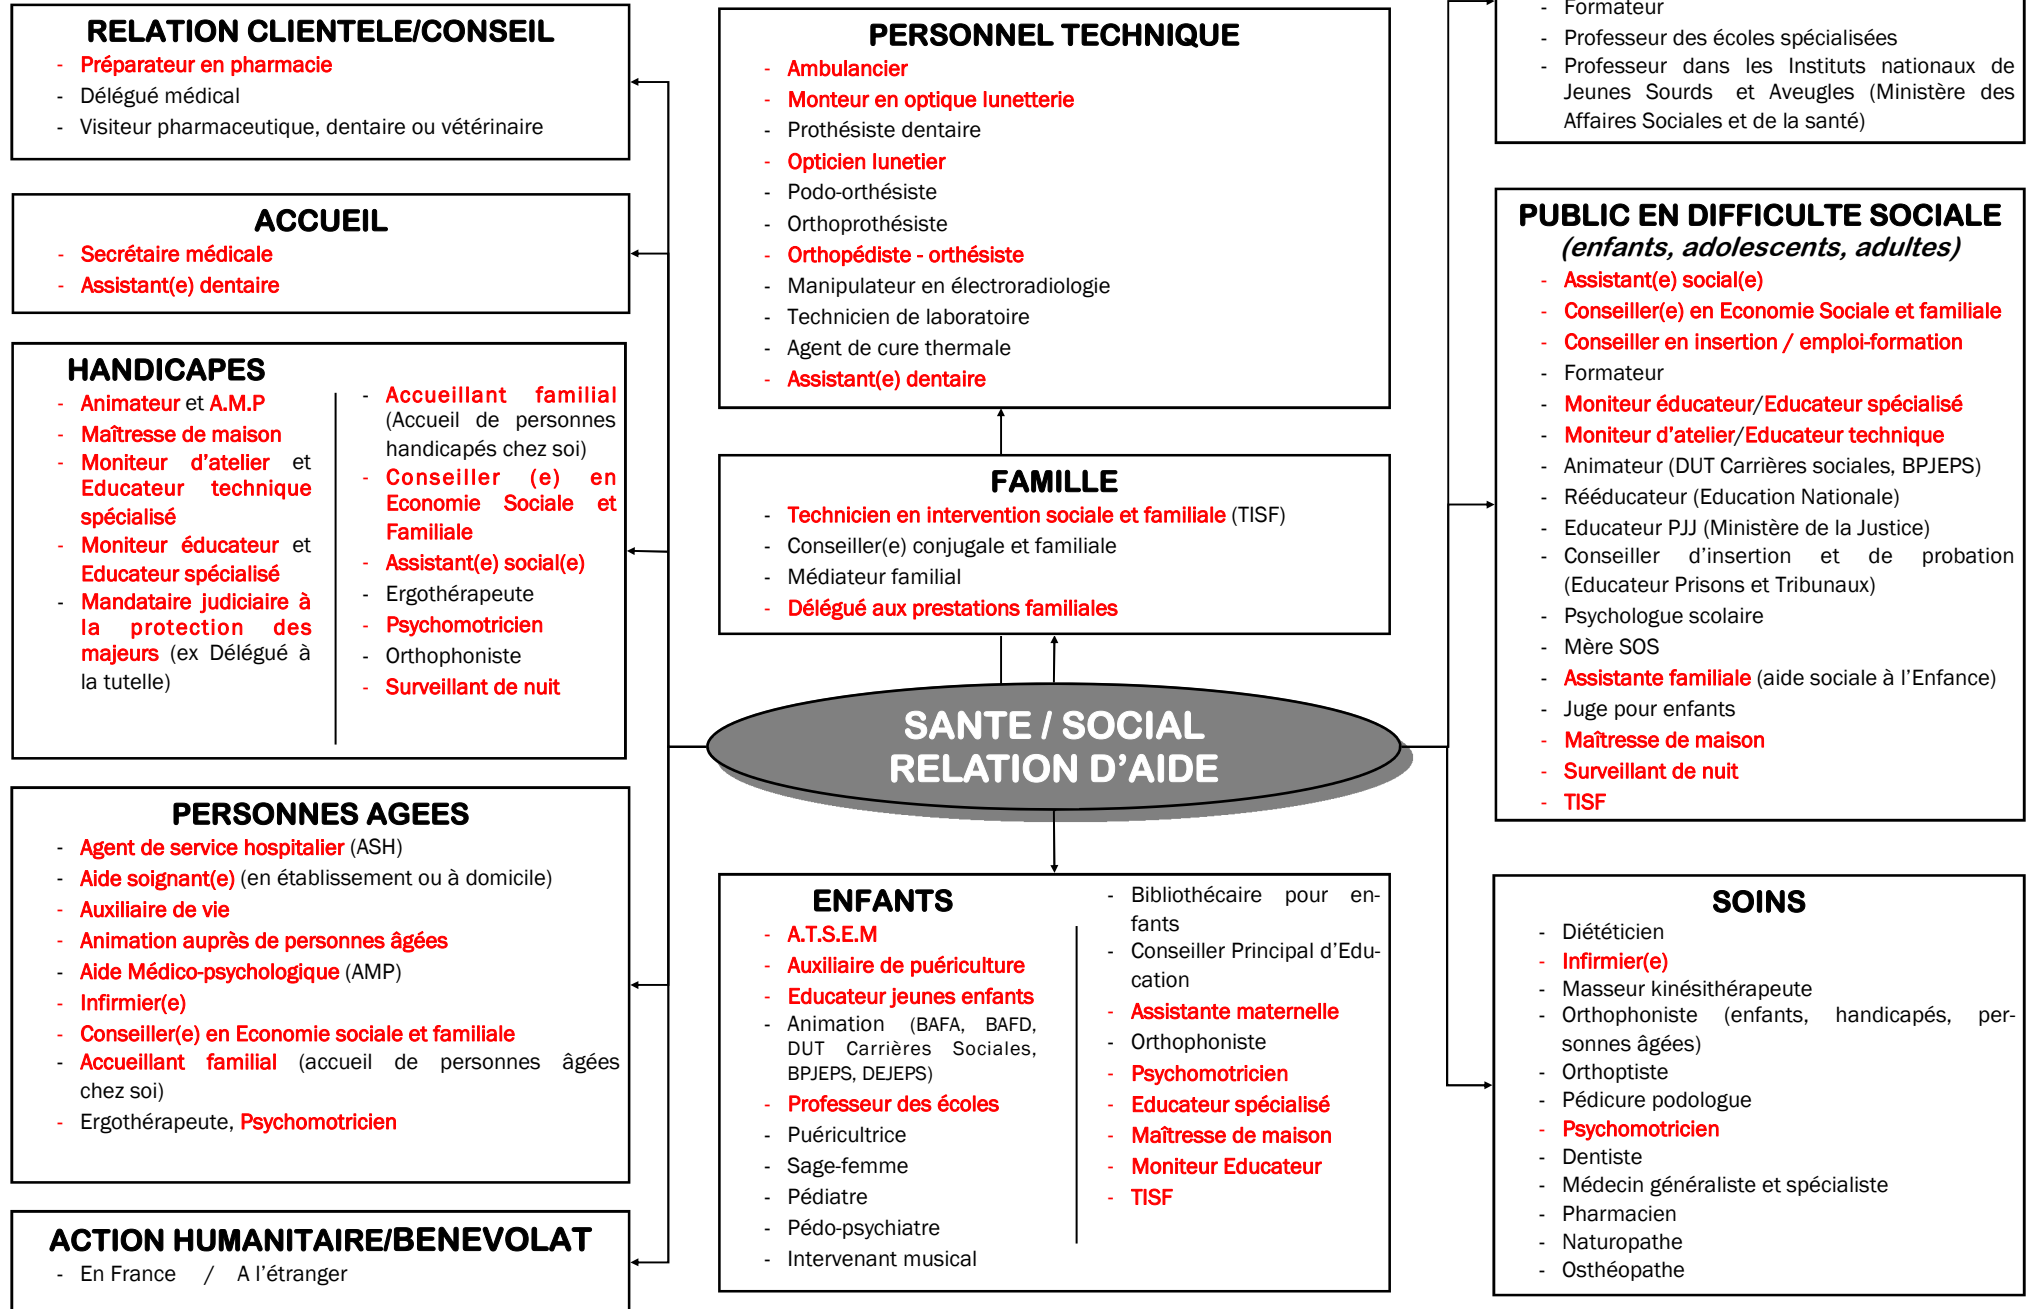 RELATION CLIENTELE/CONSEIL
- Préparateur en pharmacie
- Délégué médical
- Visiteur pharmaceutique, dentaire ou vétérinaire
ACCUEIL
- Secrétaire médicale
- Assistant(e) dentaire
HANDICAPES
- Animateur et A.M.P
- Maîtresse de maison
- Moniteur d'atelier et
Educateur technique
spécialisé
- Moniteur éducateur et
Educateur spécialisé
- Mandataire judiciaire à
la protection des
majeurs (ex Délégué à
la tutelle)
- Accueillant familial
(Accueil de personnes
handicapés chez soi)
- Conseiller (e) en
Economie Sociale et
Familiale
- Assistant(e) social(e)
- Ergothérapeute
- Psychomotricien
- Orthophoniste
- Surveillant de nuit
PERSONNES AGEES
- Agent de service hospitalier (ASH)
- Aide soignant(e) (en établissement ou à domicile)
- Auxiliaire de vie
- Animation auprès de personnes âgées
- Aide Médico-psychologique (AMP)
- Infirmier(e)
- Conseiller(e) en Economie sociale et familiale
- Accueillant familial (accueil de personnes âgées
chez soi)
- Ergothérapeute, Psychomotricien
ACTION HUMANITAIRE/BENEVOLAT
- En France / A l'étranger
PERSONNEL TECHNIQUE
- Ambulancier
- Monteur en optique lunetterie
- Prothésiste dentaire
- Opticien lunetier
- Podo-orthésiste
- Orthoprothésiste
- Orthopédiste - orthésiste
- Manipulateur en électroradiologie
- Technicien de laboratoire
- Agent de cure thermale
- Assistant(e) dentaire
FAMILLE
- Technicien en intervention sociale et familiale (TISF)
- Conseiller(e) conjugale et familiale
- Médiateur familial
- Délégué aux prestations familiales
SANTE / SOCIAL
RELATION D'AIDE
ENFANTS
- A.T.S.E.M
- Auxiliaire de puériculture
- Educateur jeunes enfants
- Animation (BAFA, BAFD,
DUT Carrières Sociales,
BPJEPS, DEJEPS)
- Professeur des écoles
- Puéricultrice
- Sage-femme
- Pédiatre
- Pédo-psychiatre
- Intervenant musical
- Bibliothécaire pour en-
fants
- Conseiller Principal d'Edu-
cation
- Assistante maternelle
- Orthophoniste
- Psychomotricien
- Educateur spécialisé
- Maîtresse de maison
- Moniteur Educateur
- TISF
- Formateur
- Professeur des écoles spécialisées
- Professeur dans les Instituts nationaux de
Jeunes Sourds et Aveugles (Ministère des
Affaires Sociales et de la santé)
PUBLIC EN DIFFICULTE SOCIALE
(enfants, adolescents, adultes)
- Assistant(e) social(e)
- Conseiller(e) en Economie Sociale et familiale
- Conseiller en insertion / emploi-formation
- Formateur
- Moniteur éducateur/Educateur spécialisé
- Moniteur d'atelier/Educateur technique
- Animateur (DUT Carrières sociales, BPJEPS)
- Rééducateur (Education Nationale)
- Educateur PJJ (Ministère de la Justice)
- Conseiller d'insertion et de probation
(Educateur Prisons et Tribunaux)
- Psychologue scolaire
- Mère SOS
- Assistante familiale (aide sociale à l'Enfance)
- Juge pour enfants
- Maîtresse de maison
- Surveillant de nuit
- TISF
SOINS
- Diététicien
- Infirmier(e)
- Masseur kinésithérapeute
- Orthophoniste (enfants, handicapés, per-
sonnes âgées)
- Orthoptiste
- Pédicure podologue
- Psychomotricien
- Dentiste
- Médecin généraliste et spécialiste
- Pharmacien
- Naturopathe
- Osthéopathe